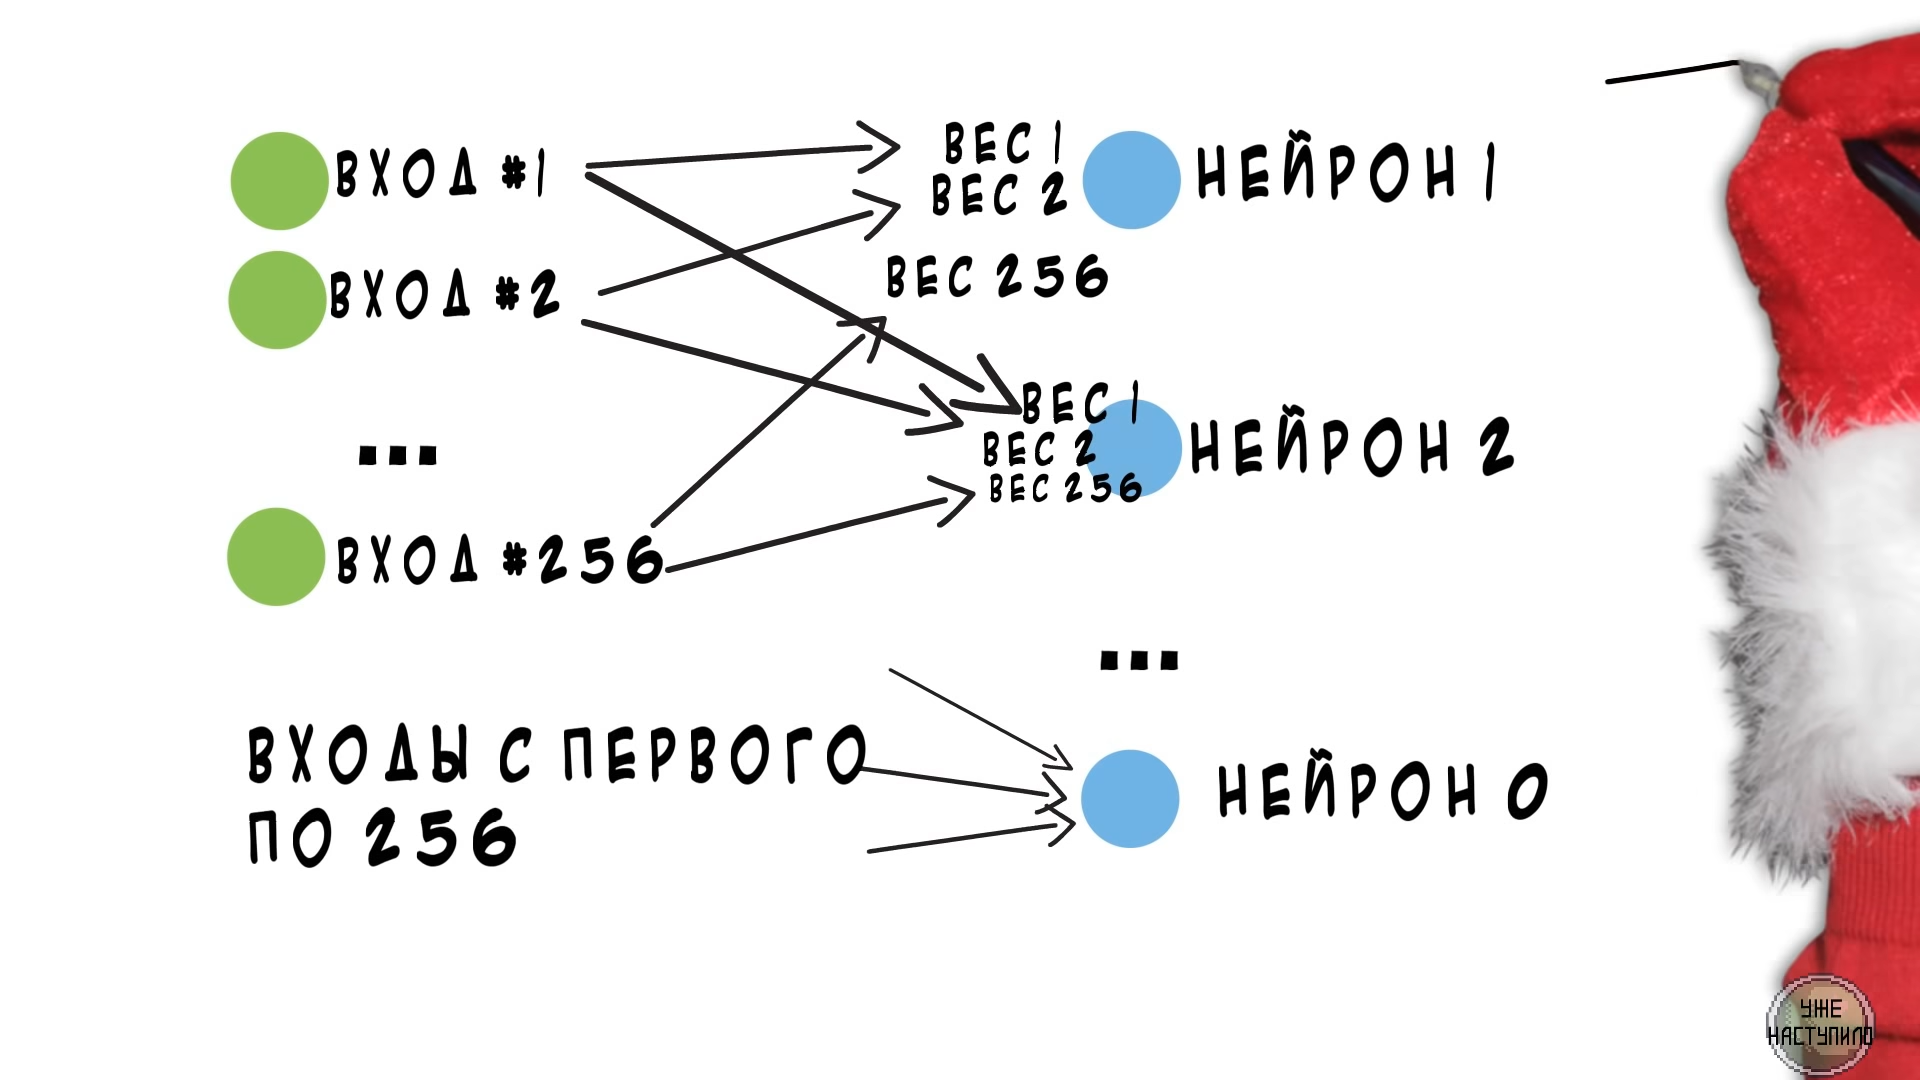 ВХОД #1
ВЕС 1
ВЕС 2
НЕЙРОН 1
ВХОД #2
ВЕС 256
ВЕС 1
ВЕС 2
ВЕС 256
НЕЙРОН 2
...
ВХОД #256
...
ВХОДЫ С ПЕРВОГО
ПО 256
НЕЙРОН 0
УЖЕ
НАСТУПИЛО